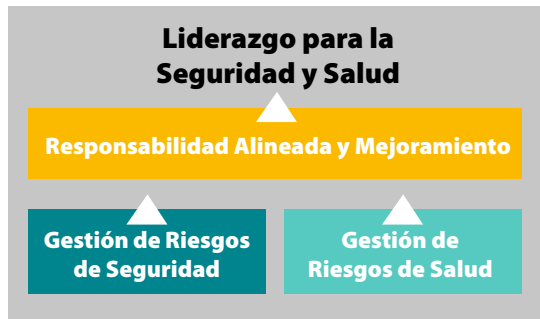 Liderazgo para la
Seguridad y Salud
Responsabilidad Alineada y Mejoramiento
Gestión de Riesgos
de Seguridad
Gestión de
Riesgos de Salud